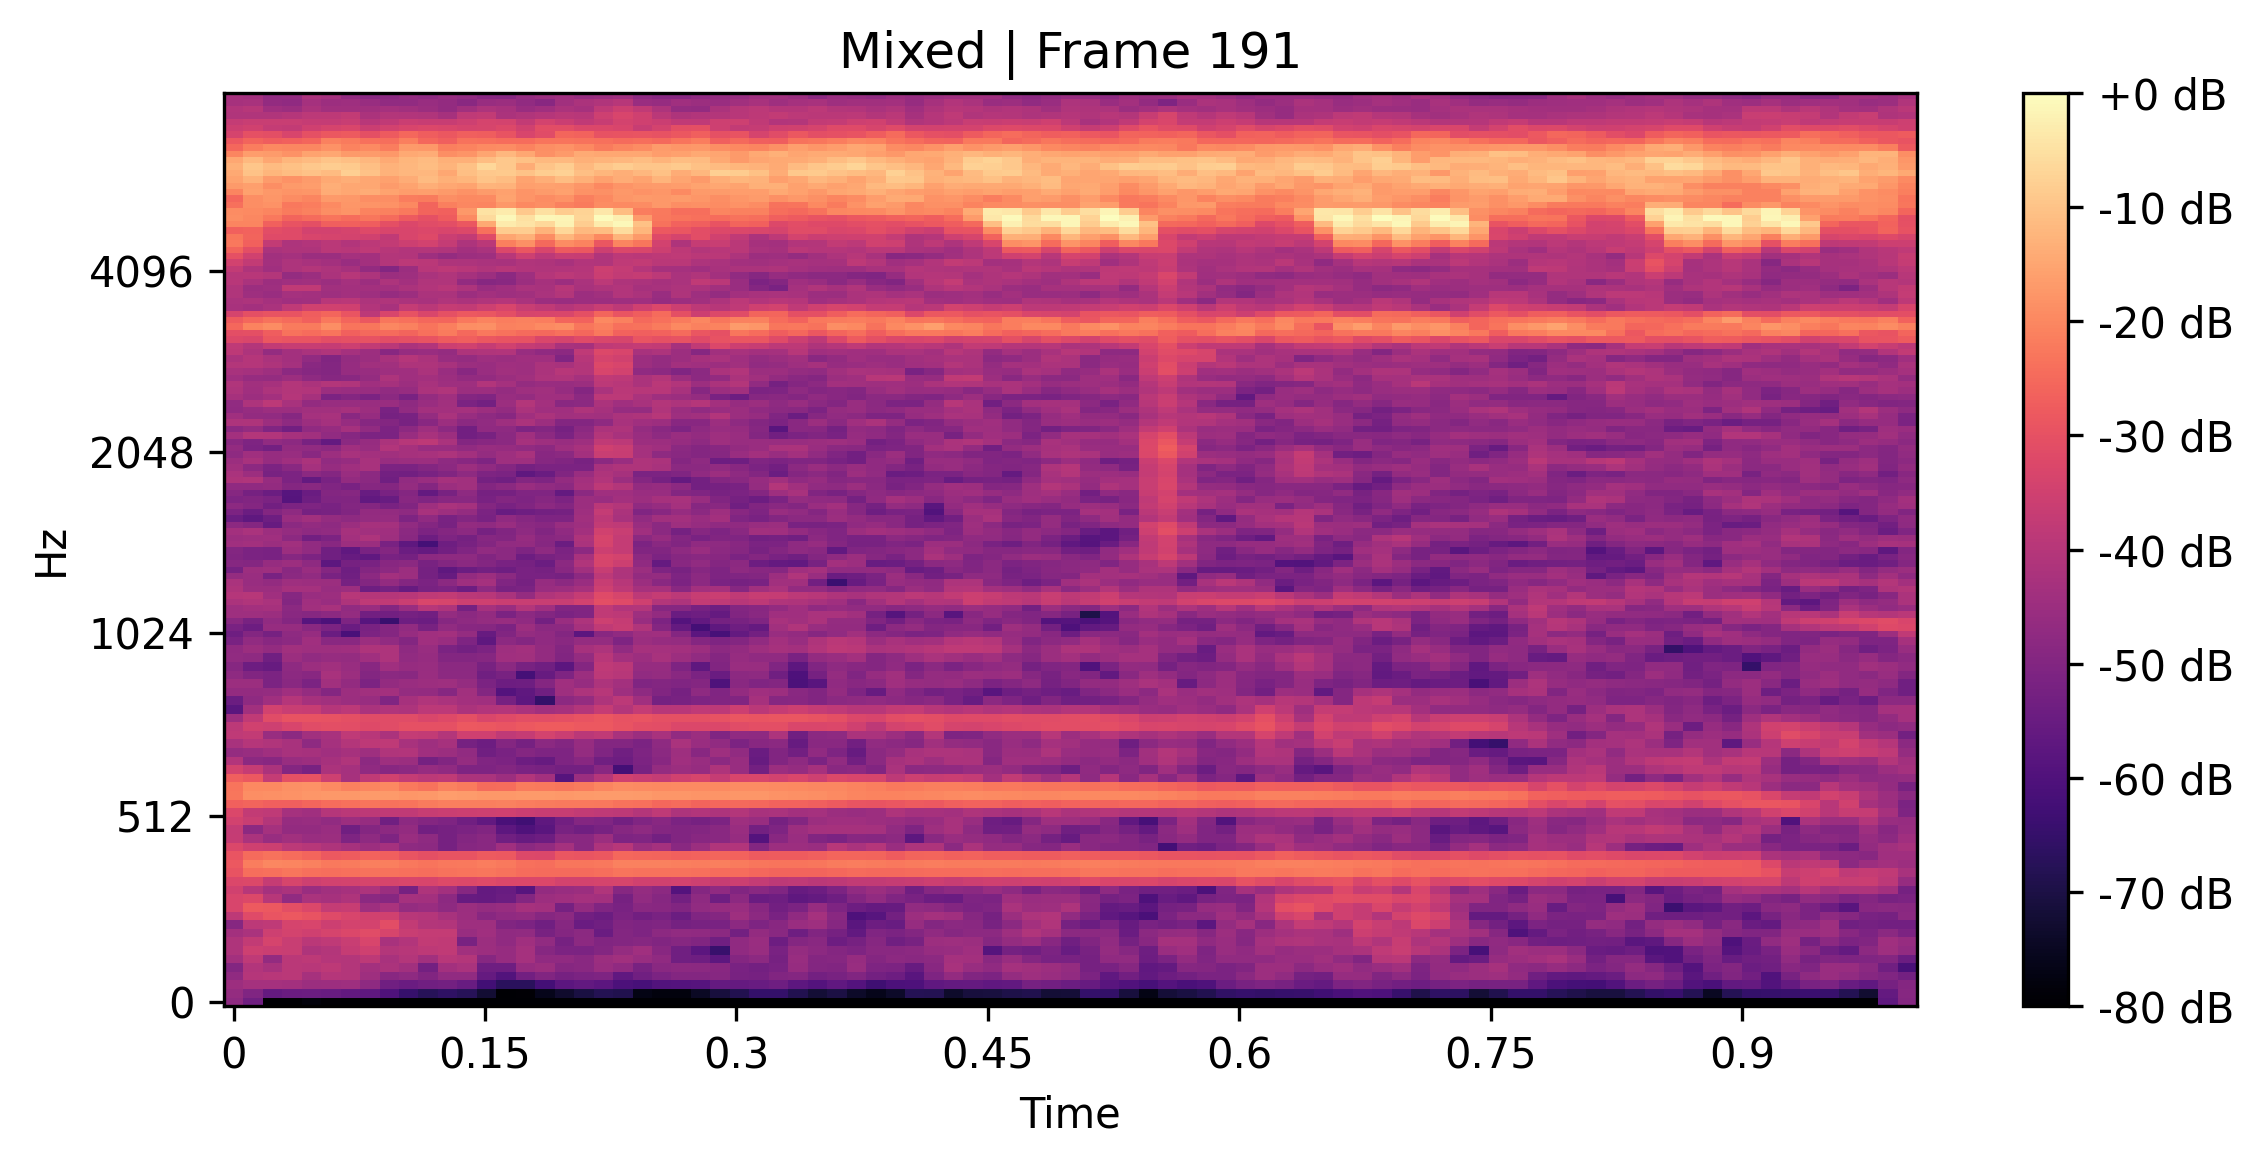 Mixed | Frame 191
+0 dB
-10 dB
-20 dB
-30 dB
-40 dB
-50 dB
-60 dB
-70 dB
-80 dB
Hz
4096
2048
1024
512
0
0 0.15 0.3 0.45 0.6 0.75 0.9
Time